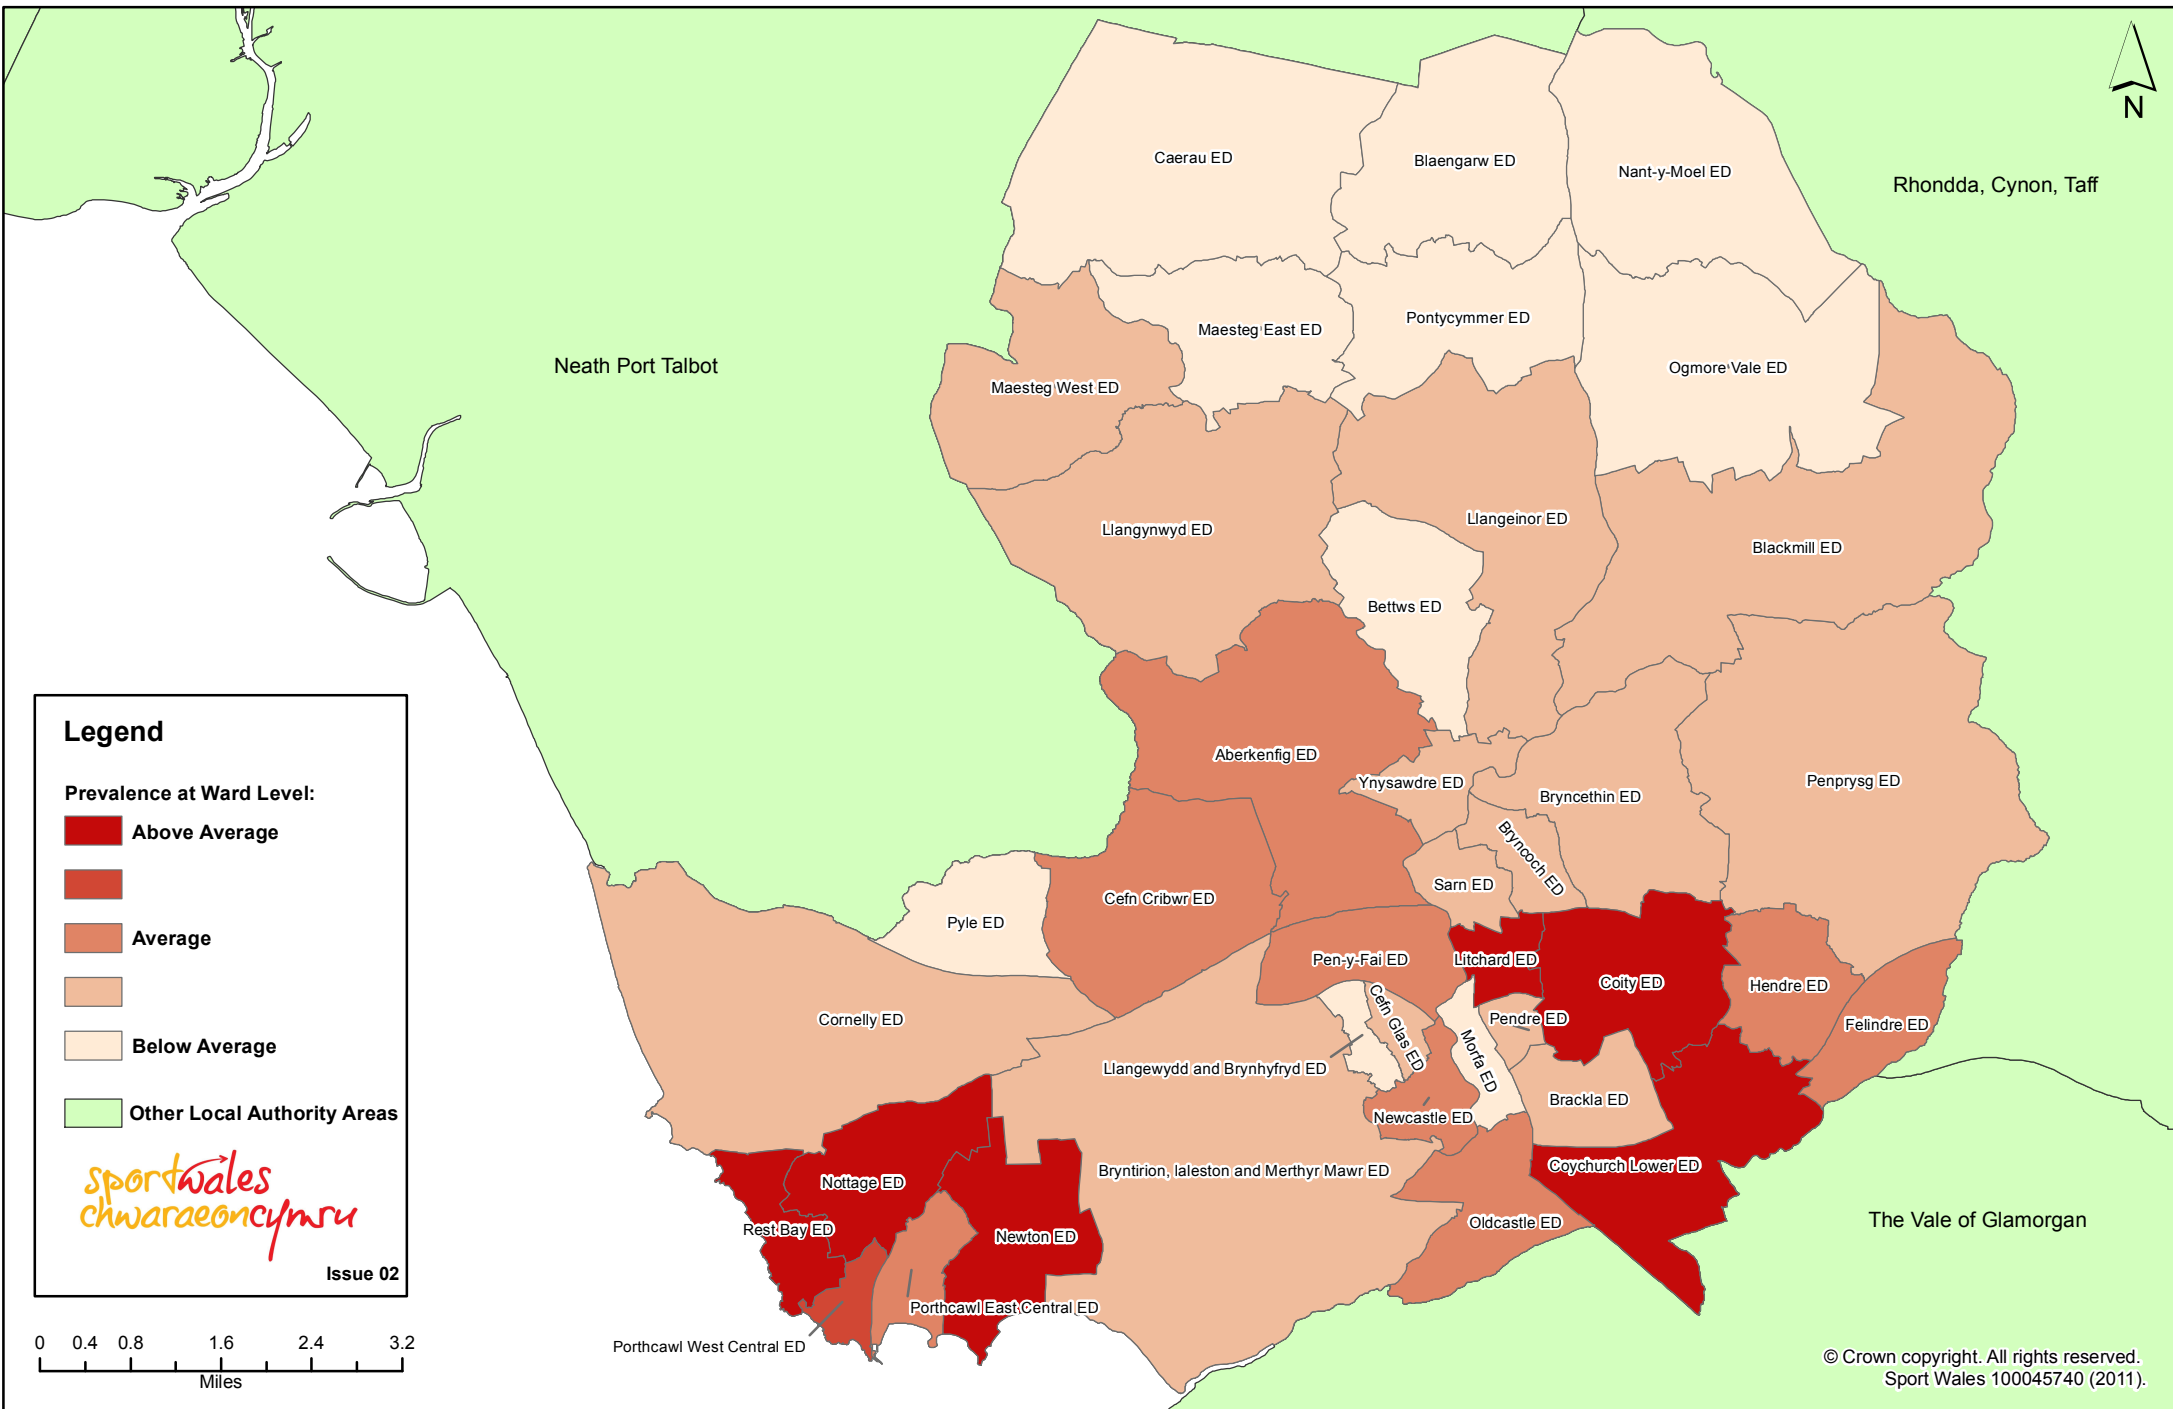 N
Caerau ED
Blaengarw ED
Nant-y-Moel ED
Rhondda, Cynon, Taff
Maesteg East ED
Pontycymmer ED
Neath Port Talbot
Ogmore Vale ED
Maesteg West ED
Llangeinor ED
Llangynwyd ED
Blackmill ED
Bettws ED
Aberkenfig ED
Ynysawdre ED
Penprysg ED
Bryncethin ED
Bryncoch ED
Sarn ED
Cefn Cribwr ED
Pyle ED
Pen-y-Fai ED
Litchard ED
Coity ED
Hendre ED
Cornelly ED
Cefn Glas ED
Pendre ED
Felindre ED
Morfa ED
Llangewydd and Brynhyfryd ED
Brackla ED
Newcastle ED
Bryntirion, laleston and Merthyr Mawr ED
Coychurch Lower ED
Nottage ED
Rest Bay ED
Newton ED
Oldcastle ED
The Vale of Glamorgan
Porthcawl East Central ED
Porthcawl West Central ED
Legend
Prevalence at Ward Level:
Above Average
Average
Below Average
Other Local Authority Areas
sportwales
chwaraeoncymru
Issue 02
0 0.4 0.8 1.6 2.4 3.2
Miles
© Crown copyright. All rights reserved.
Sport Wales 100045740 (2011).